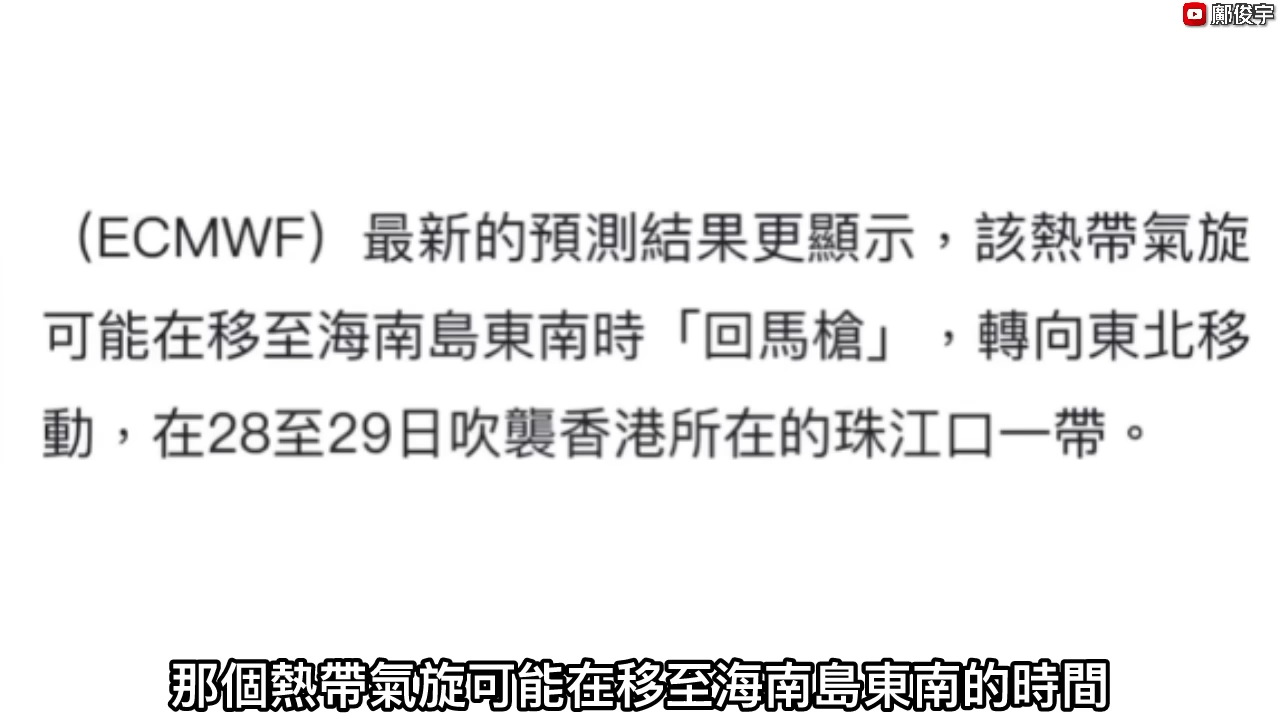 鄺俊宇
（ECMWF）最新的預測結果更顯示，該熱帶氣旋
可能在移至海南島東南時「回馬槍」，轉向東北移
動，在28至29日吹襲香港所在的珠江口一帶。
那個熱帶氣旋可能在移至海南島東南的時間